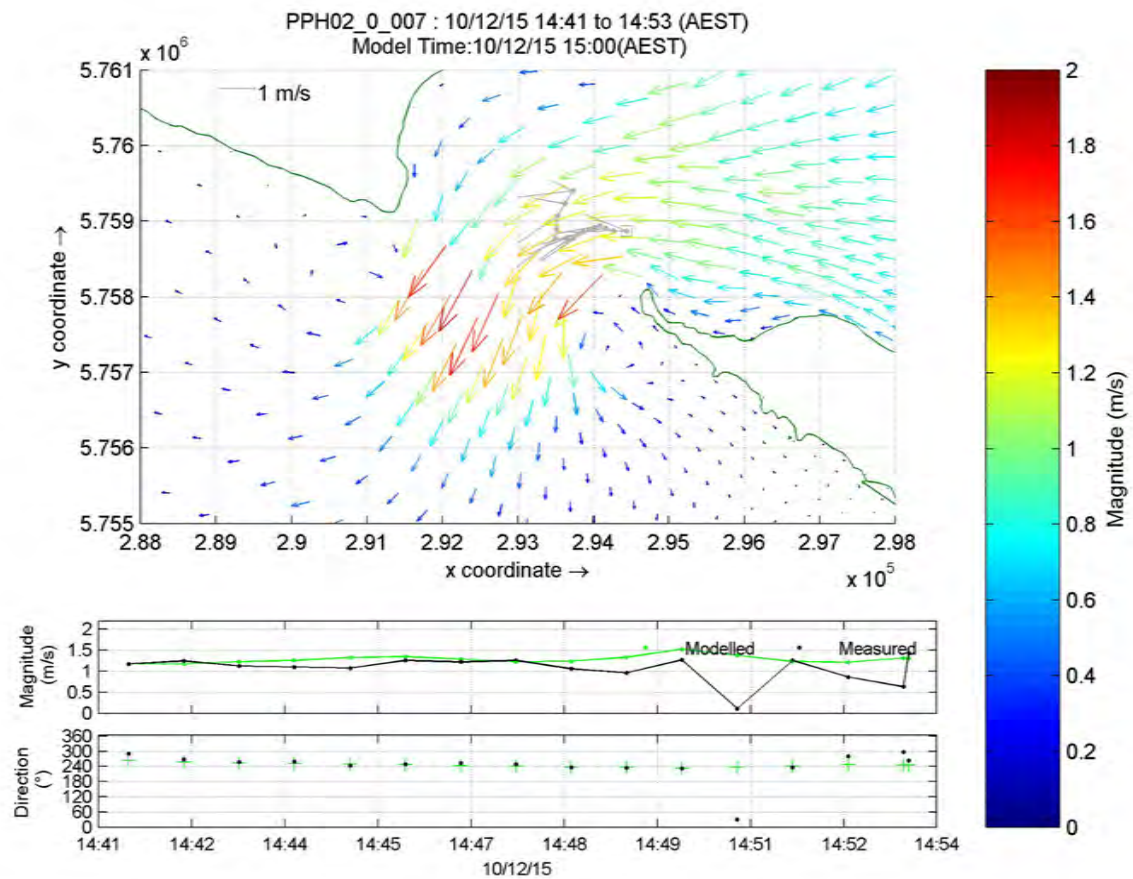 PPH02_0_007 : 10/12/15 14:41 to 14:53 (AEST)
Model Time:10/12/15 15:00(AEST)
x 10^6
5.761
5.76
5.759
5.758
5.757
5.756
5.755
y coordinate →
1 m/s
2.88 2.89 2.9 2.91 2.92 2.93 2.94 2.95 2.96 2.97 2.98
x coordinate →
x 10^5
2
1.8
1.6
1.4
1.2
1
0.8
0.6
0.4
0.2
0
Magnitude (m/s)
Magnitude
(m/s)
2
1.5
1
0.5
0
Modelled Measured
Direction
(°)
360
300
240
180
120
60
0
14:41 14:42 14:44 14:45 14:47 14:48 14:49 14:51 14:52 14:54
10/12/15